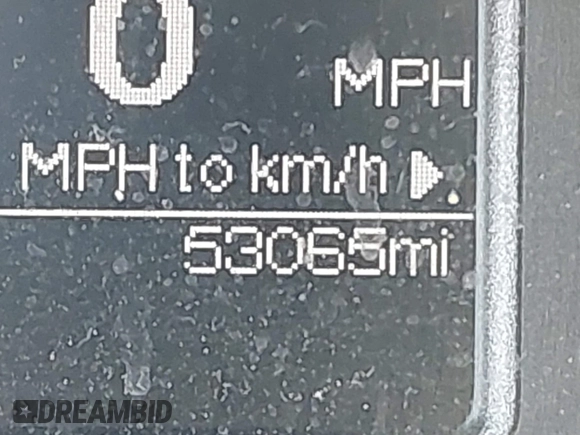 0
MPH
MPH to km/h
53065mi
DREAMBID